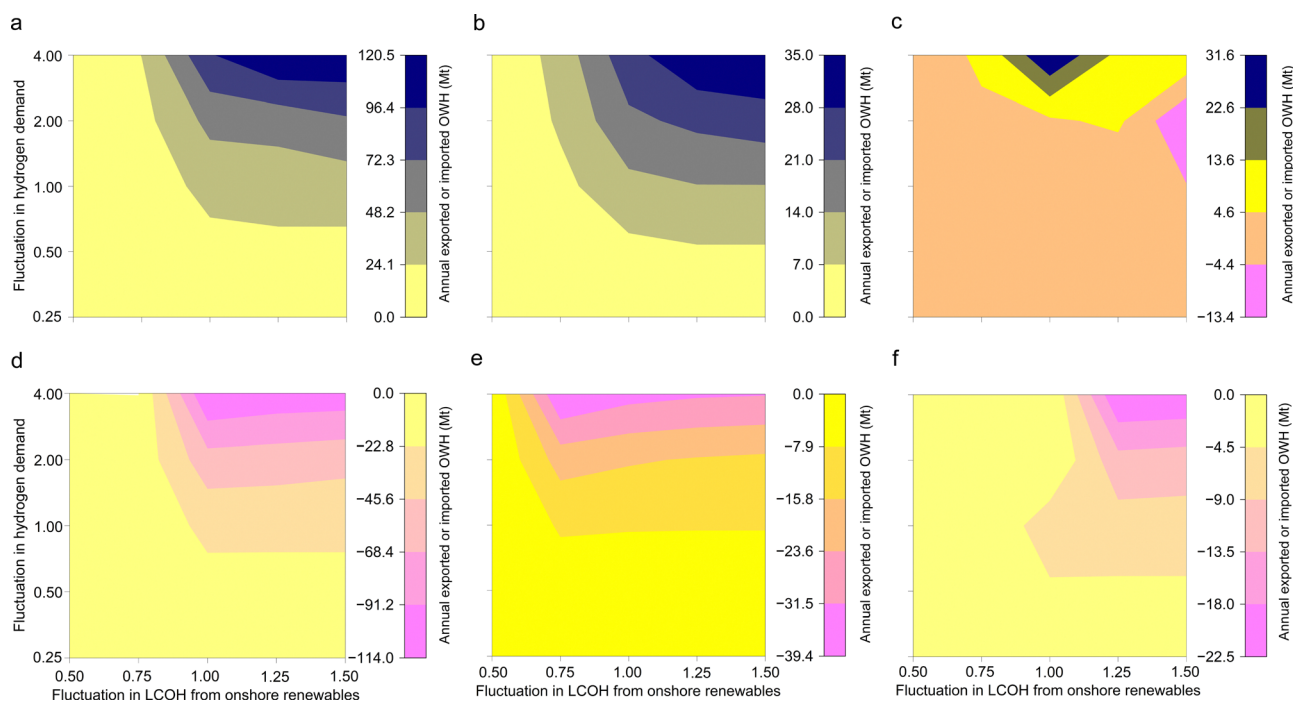 a
b
c
4.00
2.00
1.00
0.50
0.25
Fluctuation in hydrogen demand
120.5
96.4
72.3
48.2
24.1
0.0
Annual exported or imported OWH (Mt)
35.0
28.0
21.0
14.0
7.0
0.0
Annual exported or imported OWH (Mt)
31.6
22.6
13.6
4.6
−4.4
−13.4
Annual exported or imported OWH (Mt)
d
e
f
4.00
2.00
1.00
0.50
0.25
Fluctuation in hydrogen demand
0.0
−22.8
−45.6
−68.4
−91.2
−114.0
Annual exported or imported OWH (Mt)
0.0
−7.9
−15.8
−23.6
−31.5
−39.4
Annual exported or imported OWH (Mt)
0.0
−4.5
−9.0
−13.5
−18.0
−22.5
Annual exported or imported OWH (Mt)
0.50 0.75 1.00 1.25 1.50
Fluctuation in LCOH from onshore renewables
0.50 0.75 1.00 1.25 1.50
Fluctuation in LCOH from onshore renewables
0.50 0.75 1.00 1.25 1.50
Fluctuation in LCOH from onshore renewables